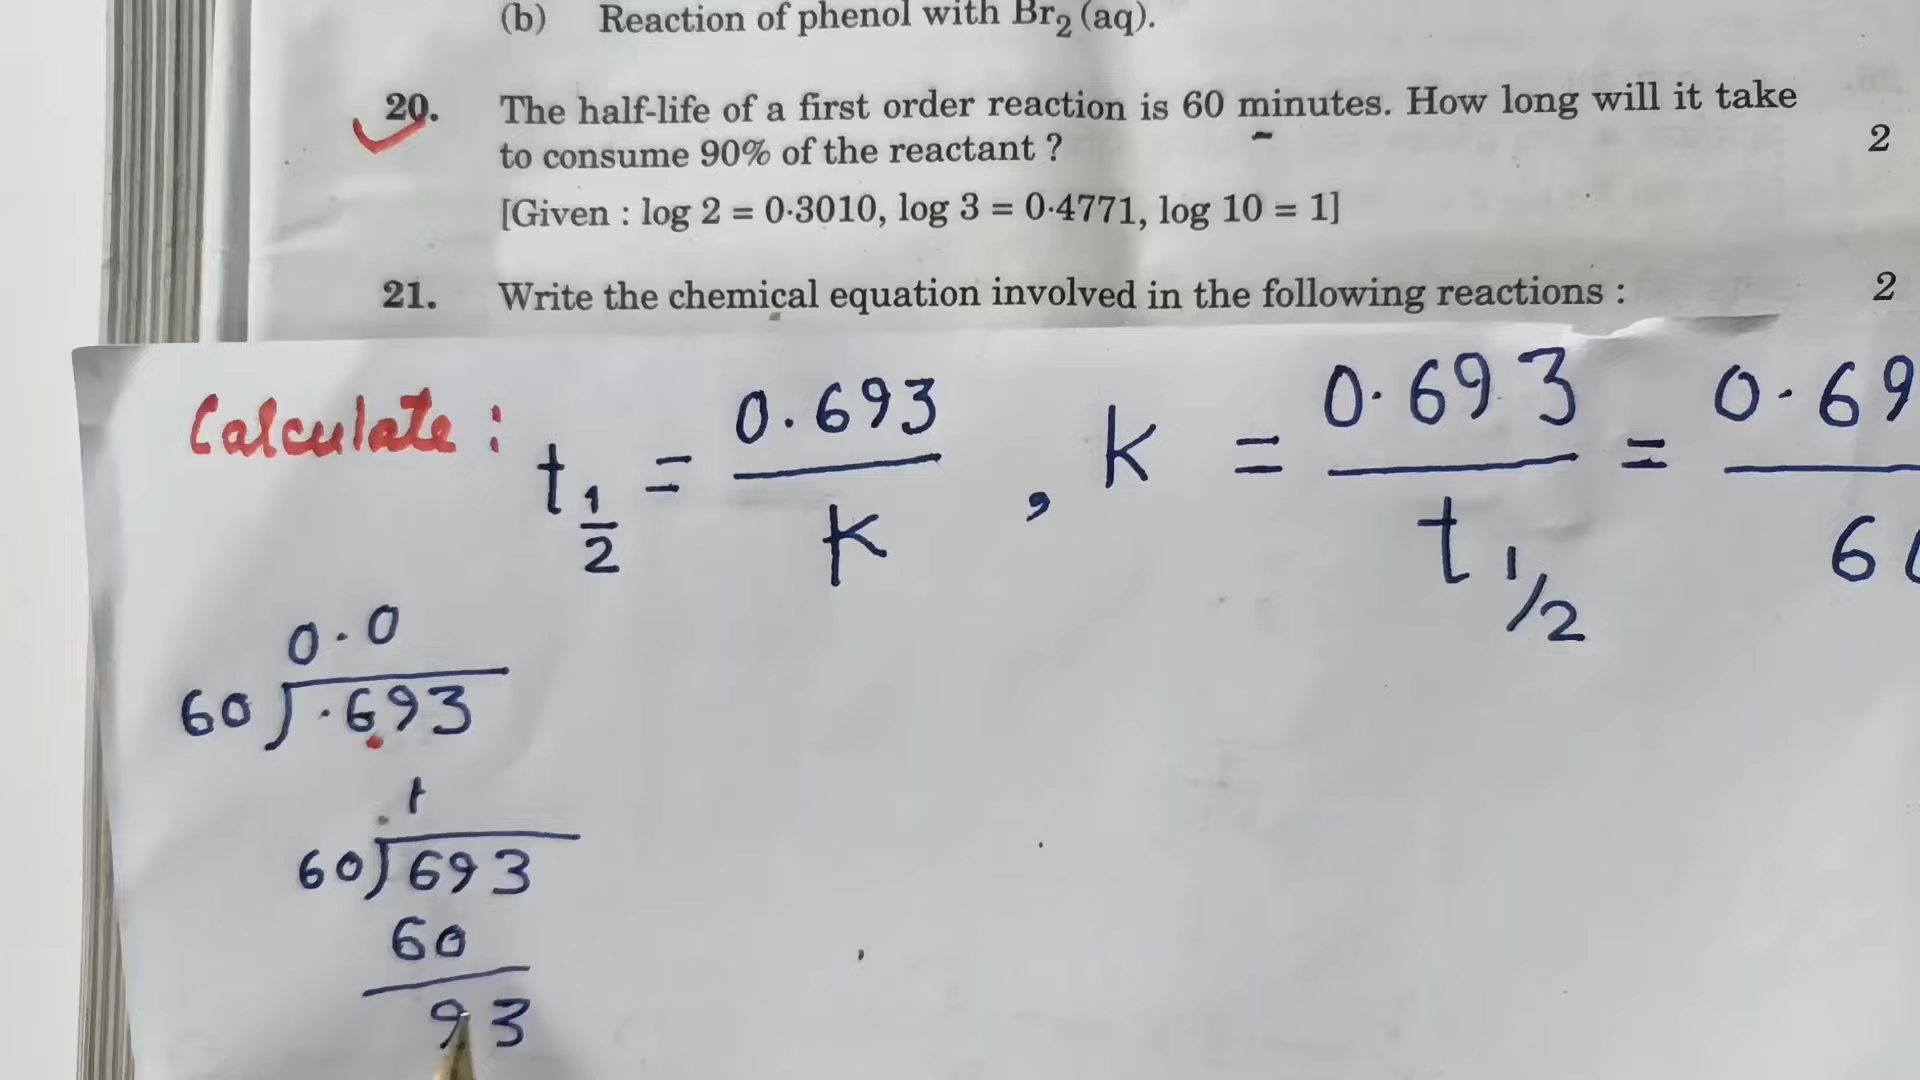 (b) Reaction of phenol with Br₂ (aq).
20. The half-life of a first order reaction is 60 minutes. How long will it take
to consume 90% of the reactant ? 2
[Given : log 2 = 0·3010, log 3 = 0·4771, log 10 = 1]
21. Write the chemical equation involved in the following reactions : 2
Calculate : t 1/2 = 0.693 / K , K = 0.693 / t 1/2 = 0.69 / 60
0.0
60 ) .693
.1
60 ) 693
60
93